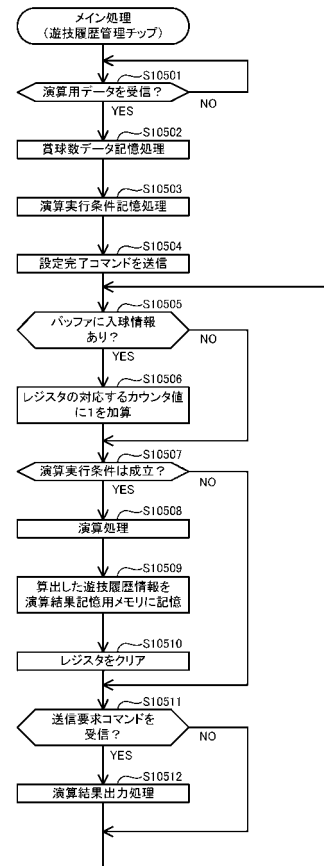 メイン処理
（遊技履歴管理チップ）
S10501
演算用データを受信？
NO
YES
S10502
賞球数データ記憶処理
S10503
演算実行条件記憶処理
S10504
設定完了コマンドを送信
S10505
バッファに入球情報
あり？
NO
YES
S10506
レジスタの対応するカウンタ値
に1を加算
S10507
演算実行条件は成立？
NO
YES
S10508
演算処理
S10509
算出した遊技履歴情報を
演算結果記憶用メモリに記憶
S10510
レジスタをクリア
S10511
送信要求コマンドを
受信？
NO
YES
S10512
演算結果出力処理